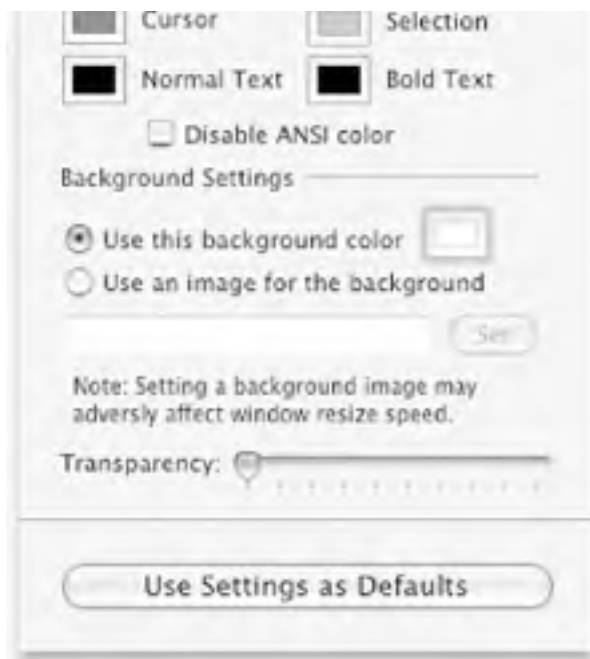 Cursor Selection
Normal Text Bold Text
Disable ANSI color
Background Settings
Use this background color
Use an image for the background
Set
Note: Setting a background image may
adversly affect window resize speed.
Transparency:
Use Settings as Defaults